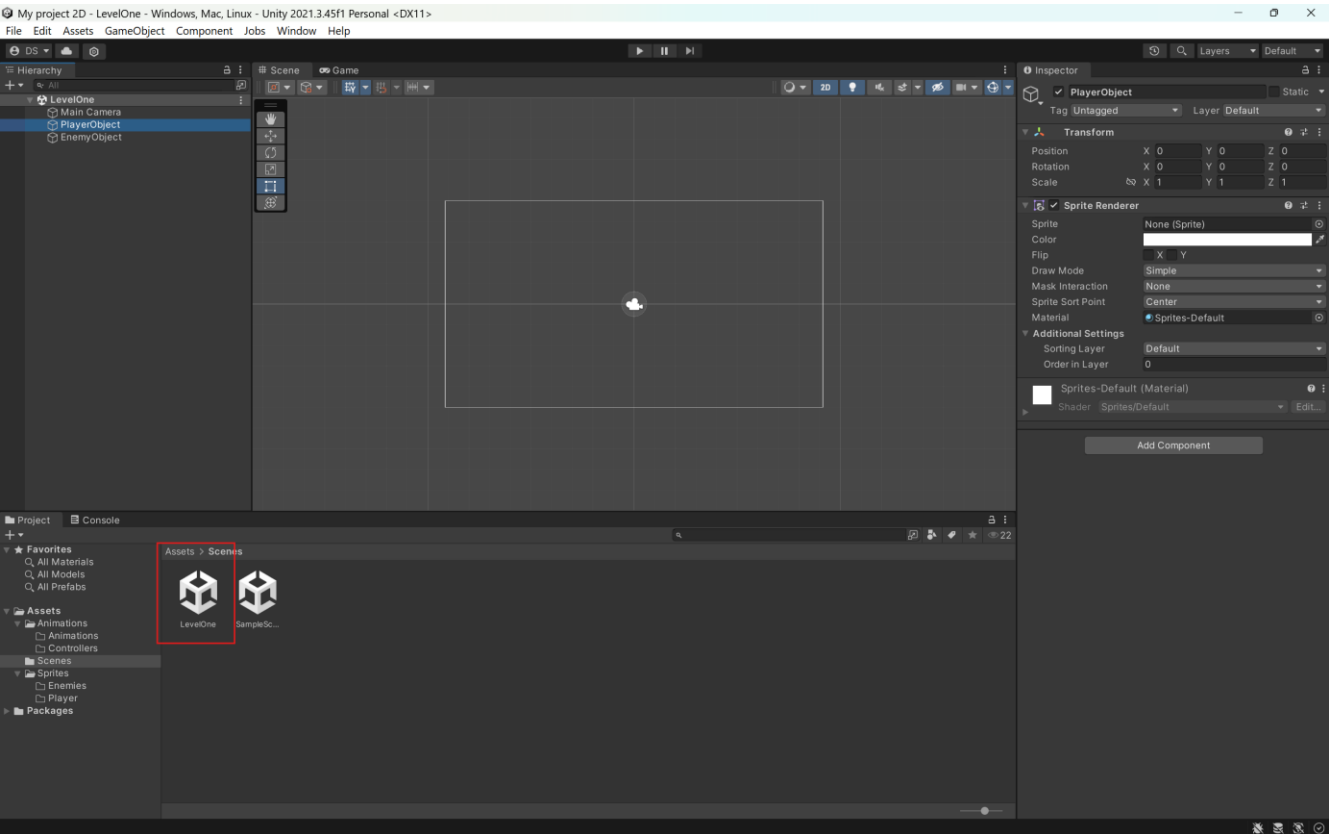 My project 2D - LevelOne - Windows, Mac, Linux - Unity 2021.3.45f1 Personal <DX11>
File Edit Assets GameObject Component Jobs Window Help
DS Layers Default
Hierarchy
All
LevelOne
Main Camera
PlayerObject
EnemyObject
Scene Game
2D
Inspector
PlayerObject Static
Tag Untagged Layer Default
Transform
Position X 0 Y 0 Z 0
Rotation X 0 Y 0 Z 0
Scale X 1 Y 1 Z 1
Sprite Renderer
Sprite None (Sprite)
Color
Flip X Y
Draw Mode Simple
Mask Interaction None
Sprite Sort Point Center
Material Sprites-Default
Additional Settings
Sorting Layer Default
Order in Layer 0
Sprites-Default (Material)
Shader Sprites/Default Edit...
Add Component
Project Console
22
Favorites
All Materials
All Models
All Prefabs
Assets
Animations
Animations
Controllers
Scenes
Sprites
Enemies
Player
Packages
Assets > Scenes
LevelOne SampleSc...